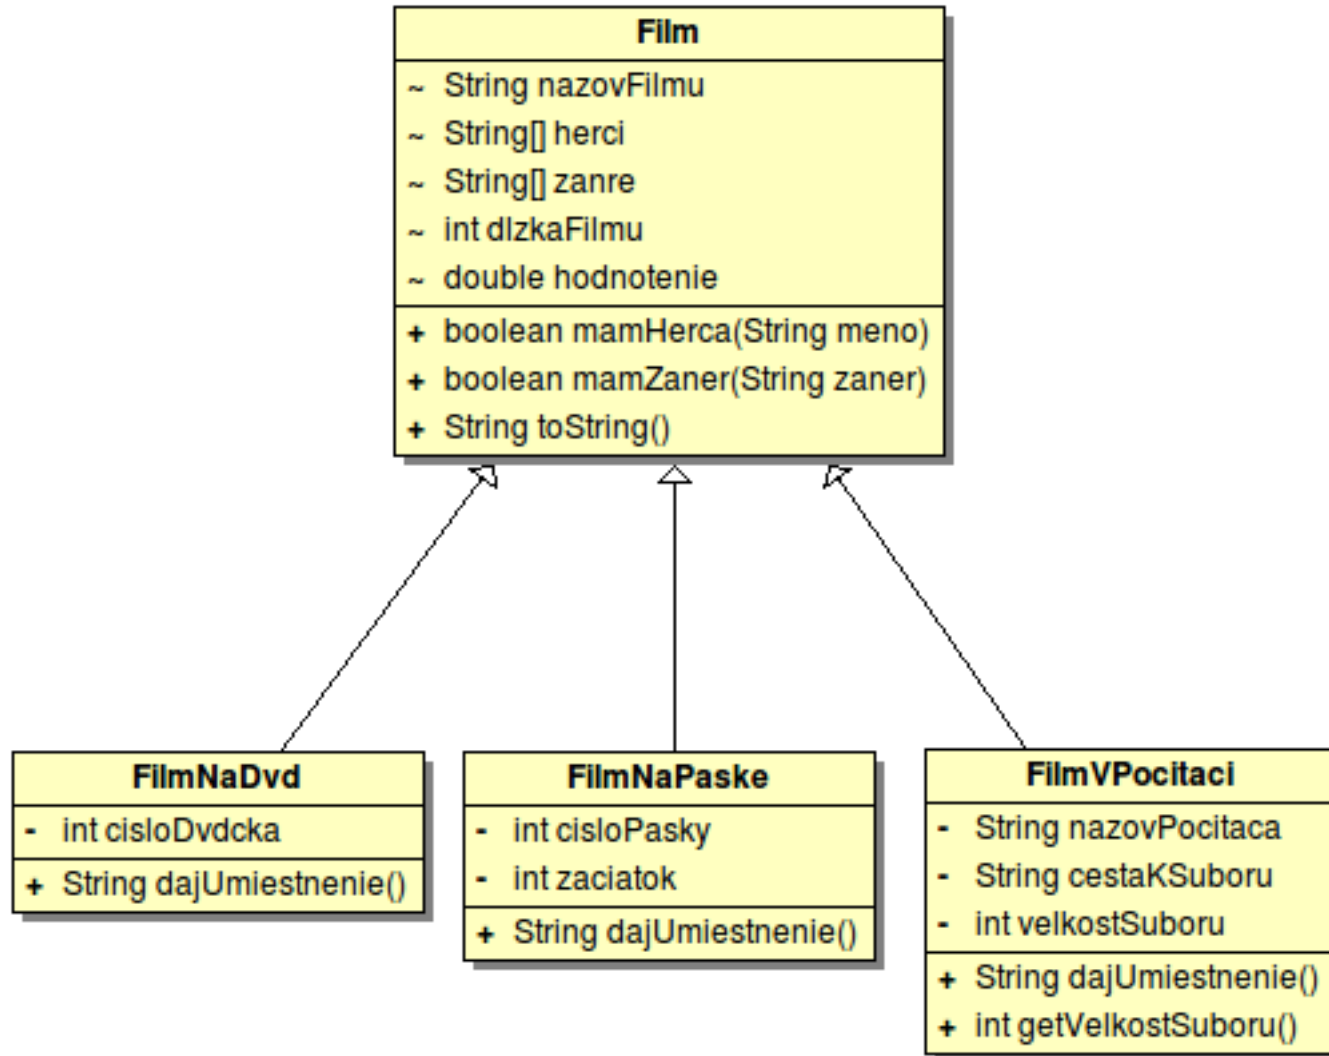 Film
~ String nazovFilmu
~ String[] herci
~ String[] zanre
~ int dlzkaFilmu
~ double hodnotenie
+ boolean mamHerca(String meno)
+ boolean mamZaner(String zaner)
+ String toString()
FilmNaDvd
- int cisloDvdcka
+ String dajUmiestnenie()
FilmNaPaske
- int cisloPasky
- int zaciatok
+ String dajUmiestnenie()
FilmVPocitaci
- String nazovPocitaca
- String cestaKSuboru
- int velkostSuboru
+ String dajUmiestnenie()
+ int getVelkostSuboru()